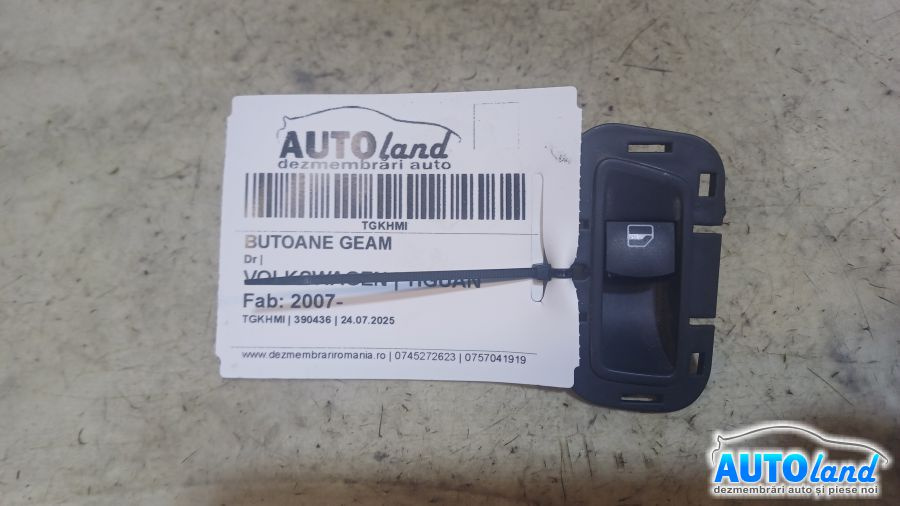 AUTOland
dezmembrări auto
TGKHMI
BUTOANE GEAM
Dr |
VOLKSWAGEN | TIGUAN
Fab: 2007-
TGKHMI | 390436 | 24.07.2025
www.dezmembrariromania.ro | 0745272623 | 0757041919
AUTOland
dezmembrări auto și piese noi